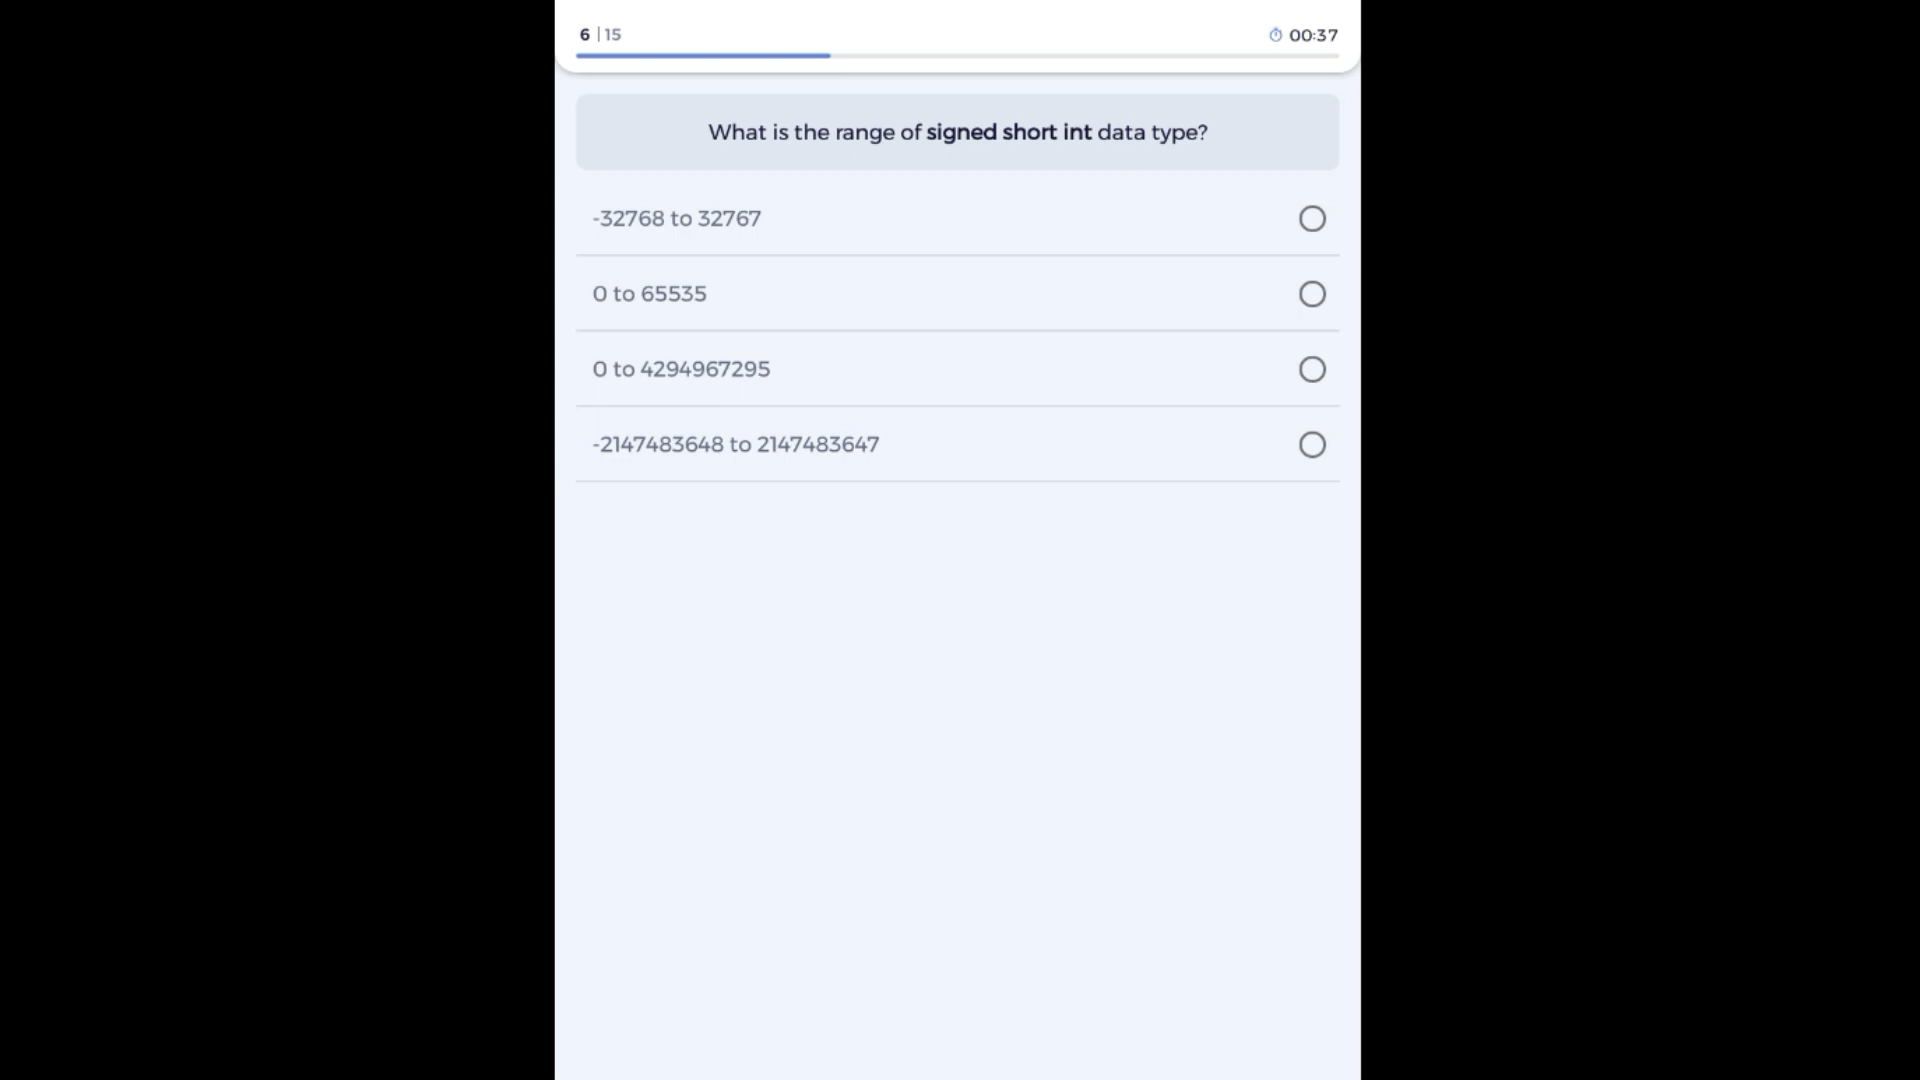 6 | 15
00:37
What is the range of signed short int data type?
-32768 to 32767
0 to 65535
0 to 4294967295
-2147483648 to 2147483647